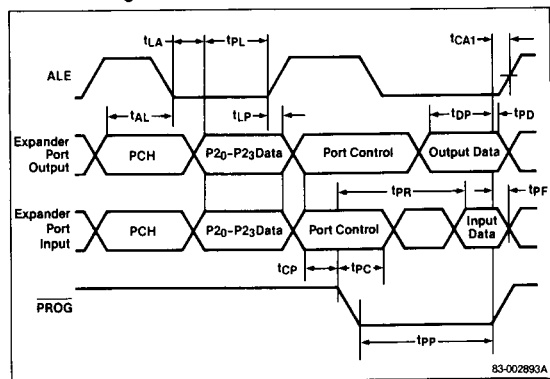 tLA tPL tCA1
ALE
tAL tLP tDP tPD
Expander Port Output
PCH P20-P23Data Port Control Output Data
tPR tPF
Expander Port Input
PCH P20-P23Data Port Control Input Data
tCP tPC
PROG
tPP
83-002893A